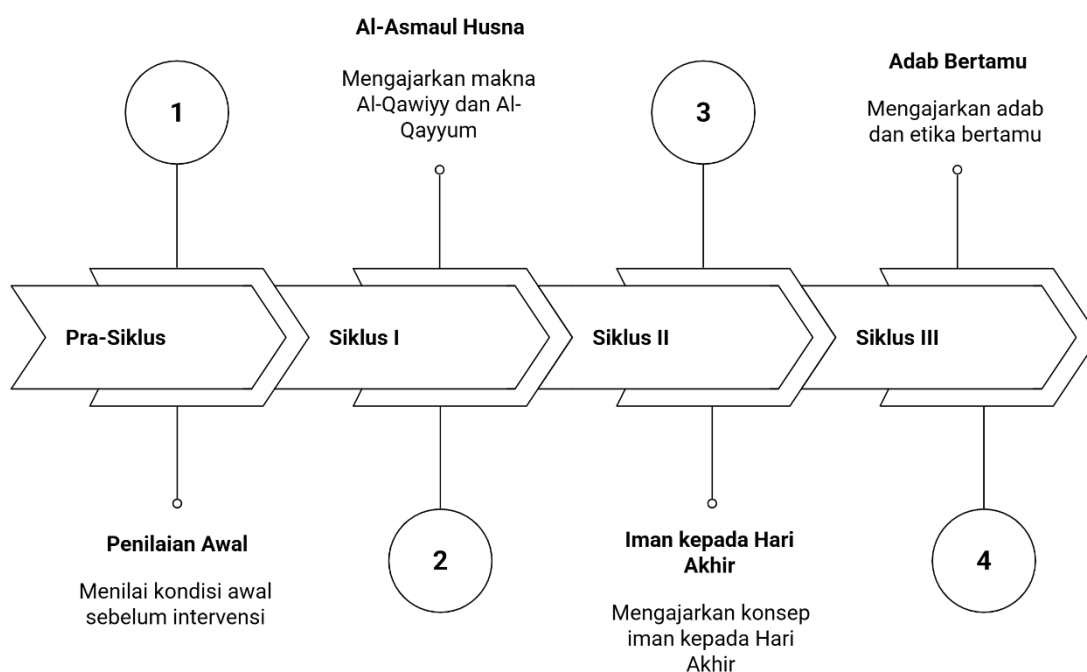 1
Pra-Siklus
Penilaian Awal
Menilai kondisi awal
sebelum intervensi
Al-Asmaul Husna
Mengajarkan makna
Al-Qawiyy dan Al-
Qayyum
Siklus I
2
3
Siklus II
Iman kepada Hari
Akhir
Mengajarkan konsep
iman kepada Hari
Akhir
Adab Bertamu
Mengajarkan adab
dan etika bertamu
Siklus III
4